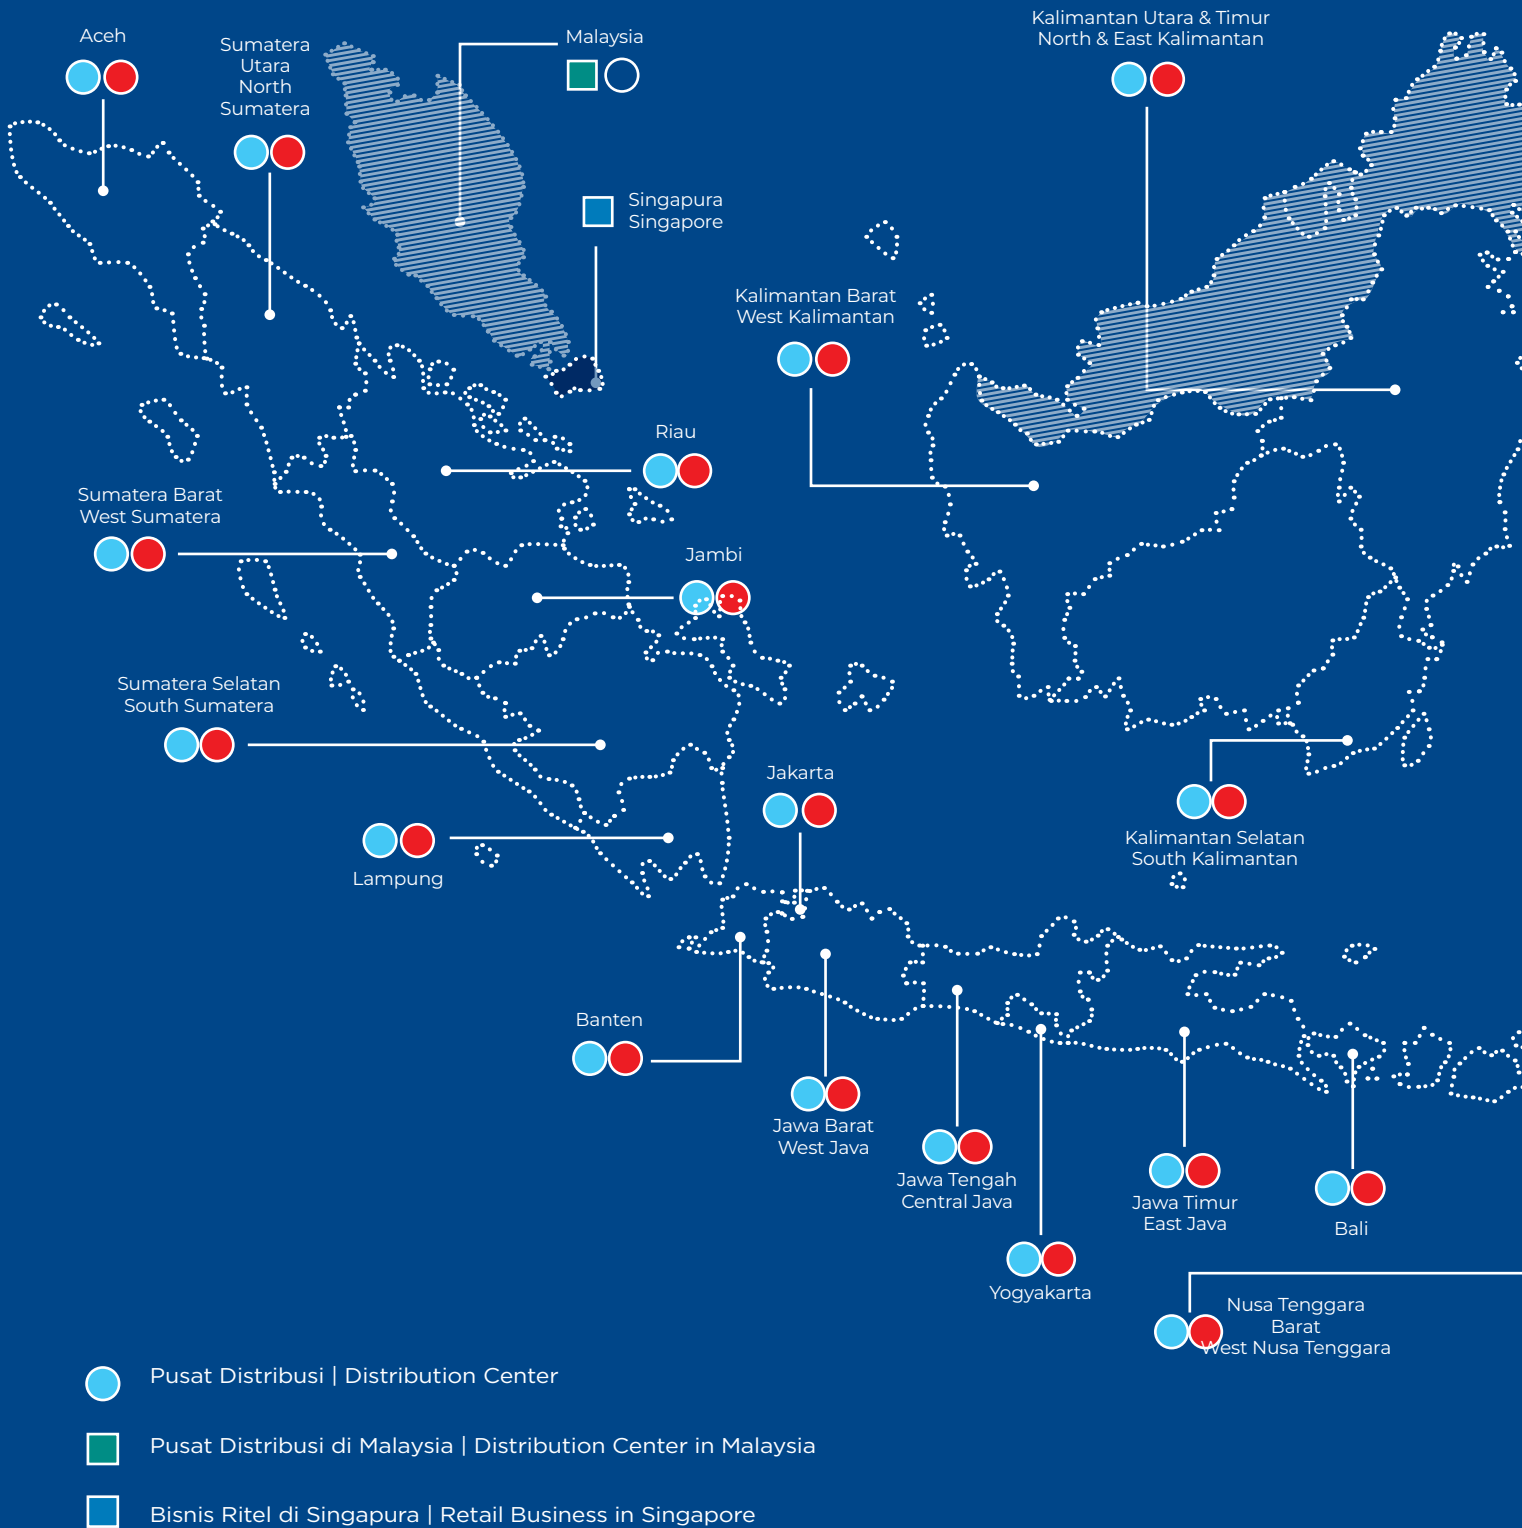 Aceh
Sumatera
Utara
North
Sumatera
Malaysia
Kalimantan Utara & Timur
North & East Kalimantan
Singapura
Singapore
Kalimantan Barat
West Kalimantan
Riau
Sumatera Barat
West Sumatera
Jambi
Sumatera Selatan
South Sumatera
Jakarta
Kalimantan Selatan
South Kalimantan
Lampung
Banten
Jawa Barat
West Java
Jawa Tengah
Central Java
Jawa Timur
East Java
Bali
Yogyakarta
Nusa Tenggara
Barat
West Nusa Tenggara
Pusat Distribusi | Distribution Center
Pusat Distribusi di Malaysia | Distribution Center in Malaysia
Bisnis Ritel di Singapura | Retail Business in Singapore